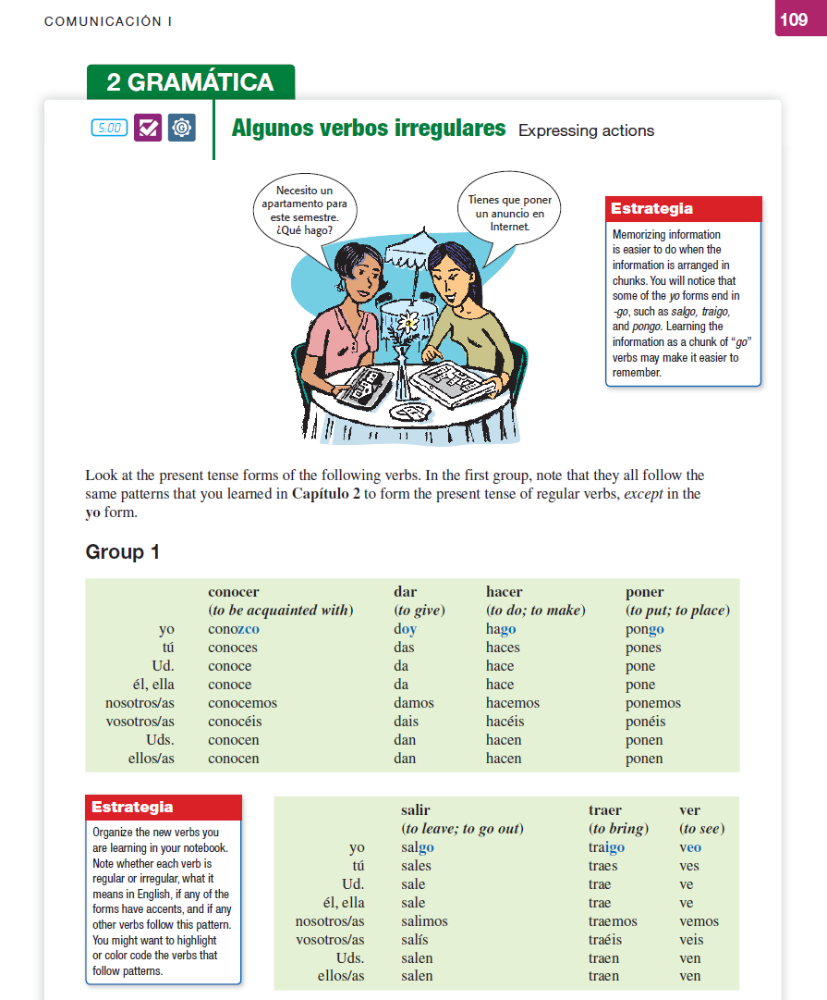 COMUNICACIÓN I
109
2 GRAMÁTICA
5:00
Algunos verbos irregulares Expressing actions
Necesito un
apartamento para
este semestre.
¿Qué hago?
Tienes que poner
un anuncio en
Internet.
Estrategia
Memorizing information
is easier to do when the
information is arranged in
chunks. You will notice that
some of the yo forms end in
-go, such as salgo, traigo,
and pongo. Learning the
information as a chunk of “go”
verbs may make it easier to
remember.
Look at the present tense forms of the following verbs. In the first group, note that they all follow the
same patterns that you learned in Capítulo 2 to form the present tense of regular verbs, except in the
yo form.
Group 1
conocer dar hacer poner
(to be acquainted with) (to give) (to do; to make) (to put; to place)
yo conozco doy hago pongo
tú conoces das haces pones
Ud. conoce da hace pone
él, ella conoce da hace pone
nosotros/as conocemos damos hacemos ponemos
vosotros/as conocéis dais hacéis ponéis
Uds. conocen dan hacen ponen
ellos/as conocen dan hacen ponen
Estrategia
Organize the new verbs you
are learning in your notebook.
Note whether each verb is
regular or irregular, what it
means in English, if any of the
forms have accents, and if any
other verbs follow this pattern.
You might want to highlight
or color code the verbs that
follow patterns.
salir traer ver
(to leave; to go out) (to bring) (to see)
yo salgo traigo veo
tú sales traes ves
Ud. sale trae ve
él, ella sale trae ve
nosotros/as salimos traemos vemos
vosotros/as salís traéis veis
Uds. salen traen ven
ellos/as salen traen ven